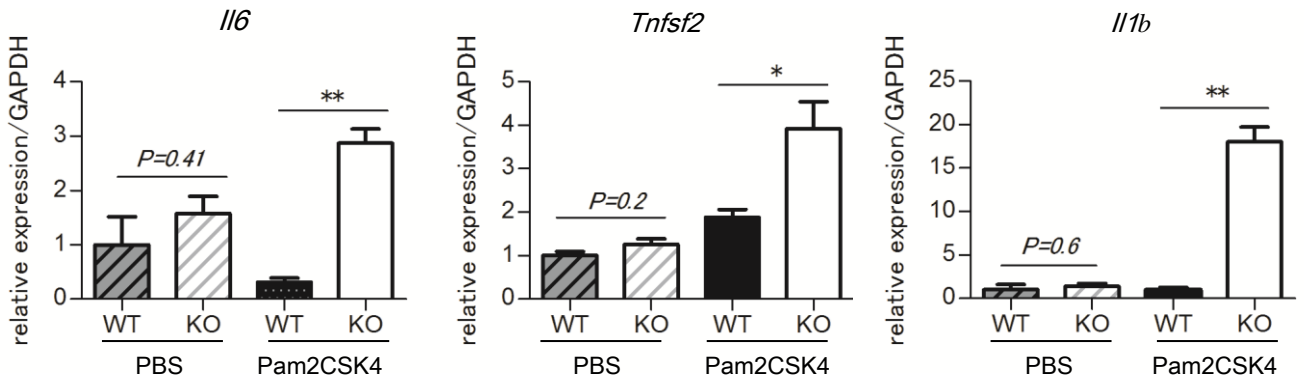 Il6
relative expression/GAPDH
4
3
2
1
0
P=0.41
**
WT KO WT KO
PBS Pam2CSK4
Tnfsf2
relative expression/GAPDH
5
4
3
2
1
0
P=0.2
*
WT KO WT KO
PBS Pam2CSK4
Il1b
relative expression/GAPDH
25
20
15
10
5
0
P=0.6
**
WT KO WT KO
PBS Pam2CSK4